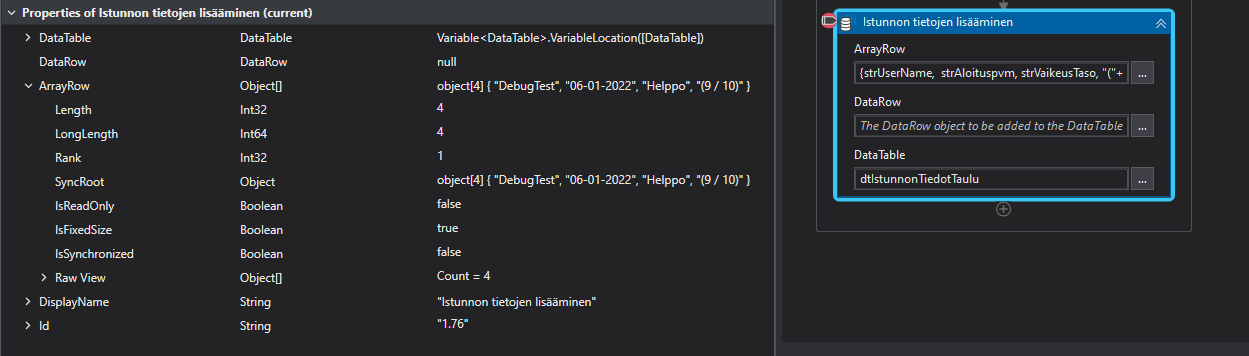 Properties of Istunnon tietojen lisääminen (current)
DataTable DataTable Variable<DataTable>.VariableLocation([DataTable])
DataRow DataRow null
ArrayRow Object[] object[4] { "DebugTest", "06-01-2022", "Helppo", "(9 / 10)" }
Length Int32 4
LongLength Int64 4
Rank Int32 1
SyncRoot Object object[4] { "DebugTest", "06-01-2022", "Helppo", "(9 / 10)" }
IsReadOnly Boolean false
IsFixedSize Boolean true
IsSynchronized Boolean false
Raw View Object[] Count = 4
DisplayName String "Istunnon tietojen lisääminen"
Id String "1.76"
Istunnon tietojen lisääminen
ArrayRow
{strUserName, strAloituspvm, strVaikeusTaso, "("+ ...
DataRow
The DataRow object to be added to the DataTable ...
DataTable
dtIstunnonTiedotTaulu ...